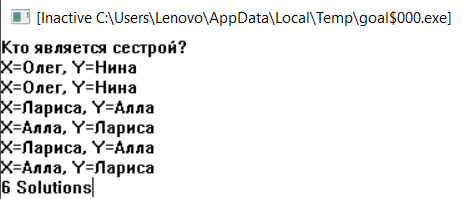 [Inactive C:\Users\Lenovo\AppData\Local\Temp\goal$000.exe]
Кто является сестрой?
X=Олег, Y=Нина
X=Олег, Y=Нина
X=Лариса, Y=Алла
X=Алла, Y=Лариса
X=Лариса, Y=Алла
X=Алла, Y=Лариса
6 Solutions